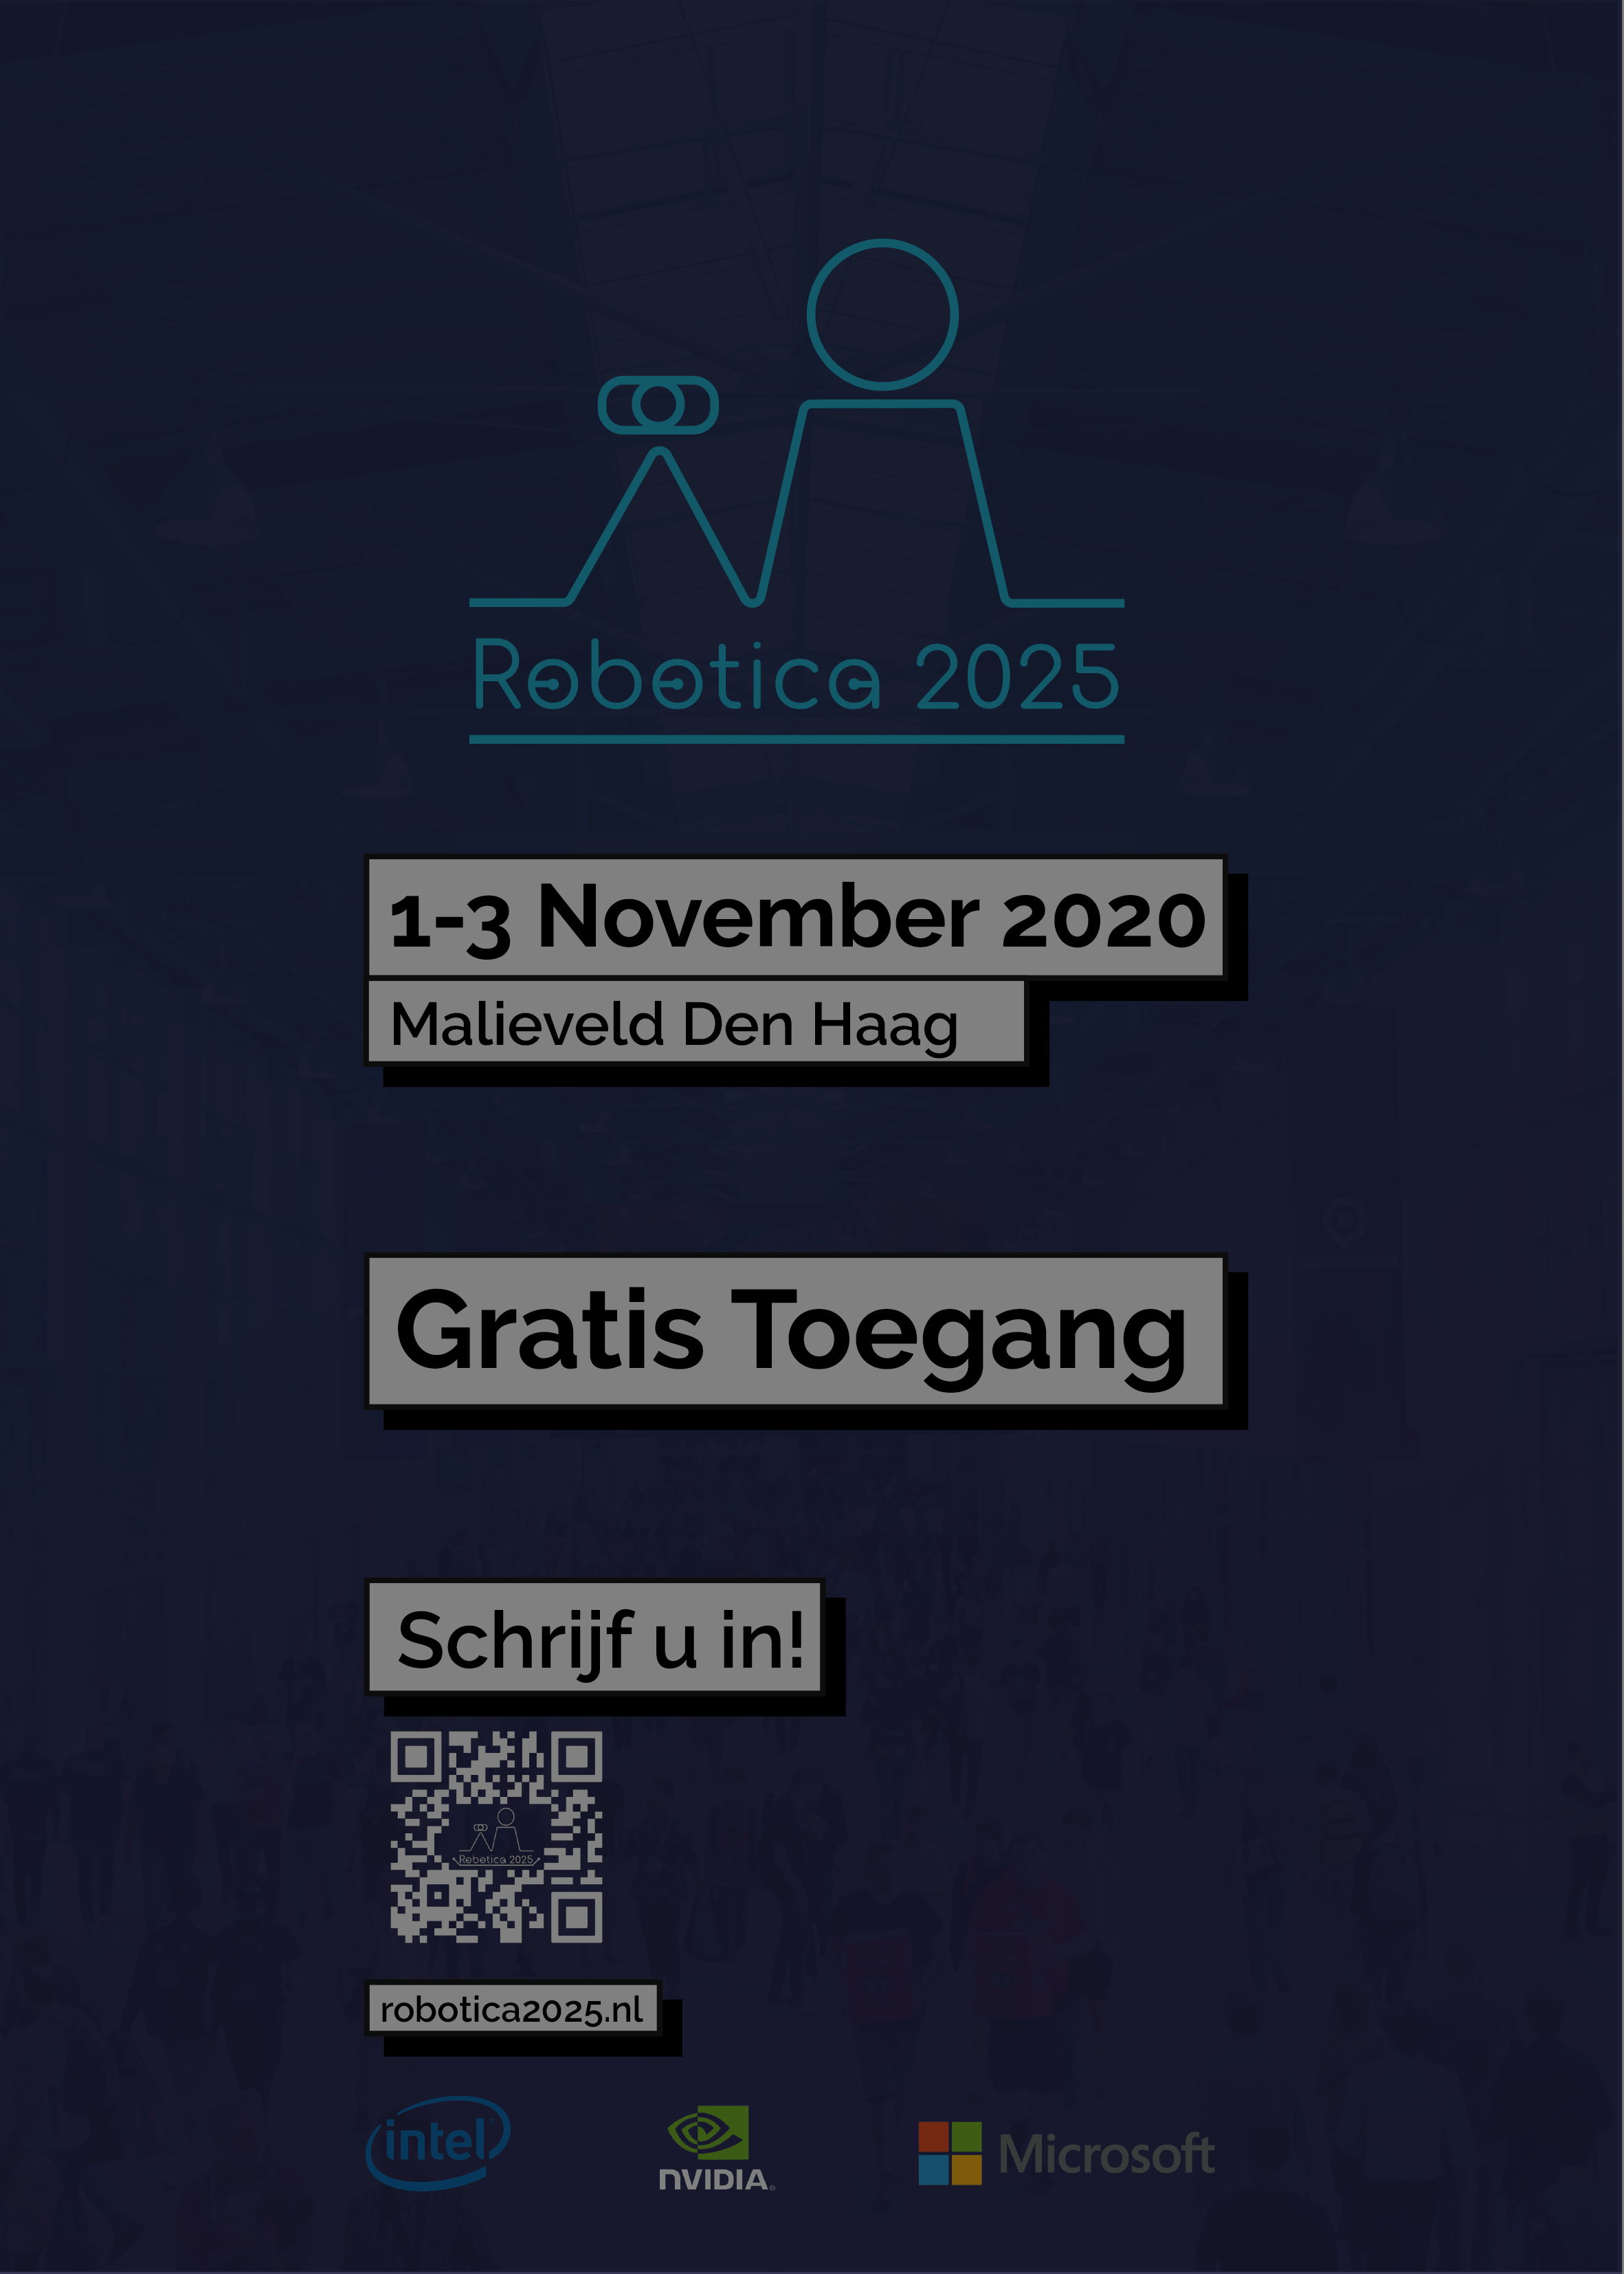 Robotica 2025
1-3 November 2020
Malieveld Den Haag
Gratis Toegang
Schrijf u in!
Robotica 2025
robotica2025.nl
intel
NVIDIA
Microsoft